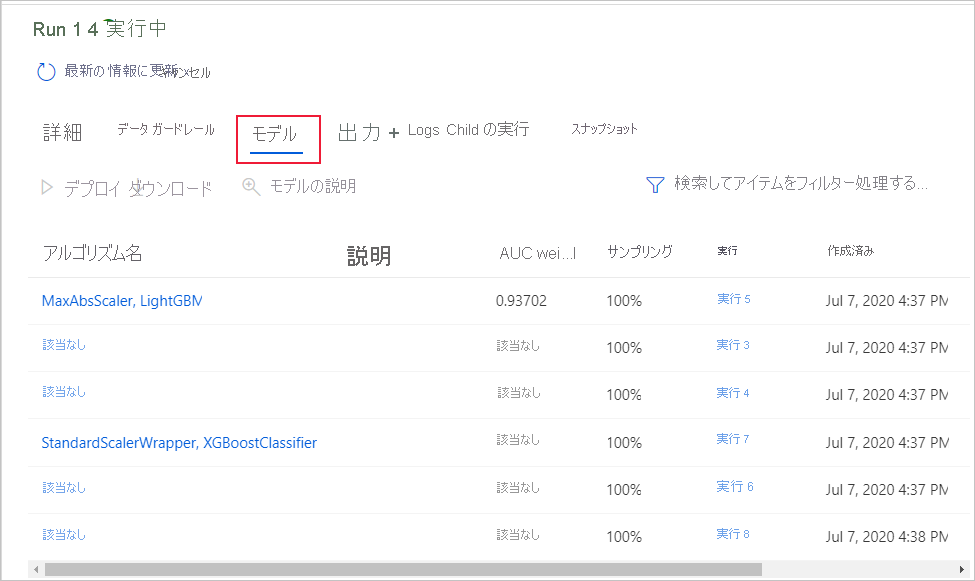 Run 1 4 実行中
最新の情報に更新 キャンセル
詳細 データ ガードレール モデル 出力 + Logs Child の実行 スナップショット
デプロイ ダウンロード モデルの説明 検索してアイテムをフィルター処理する...
アルゴリズム名 説明 AUC wei...l サンプリング 実行 作成済み
MaxAbsScaler, LightGBM 0.93702 100% 実行 5 Jul 7, 2020 4:37 PM
該当なし 該当なし 100% 実行 3 Jul 7, 2020 4:37 PM
該当なし 該当なし 100% 実行 4 Jul 7, 2020 4:37 PM
StandardScalerWrapper, XGBoostClassifier 該当なし 100% 実行 7 Jul 7, 2020 4:37 PM
該当なし 該当なし 100% 実行 6 Jul 7, 2020 4:37 PM
該当なし 該当なし 100% 実行 8 Jul 7, 2020 4:38 PM